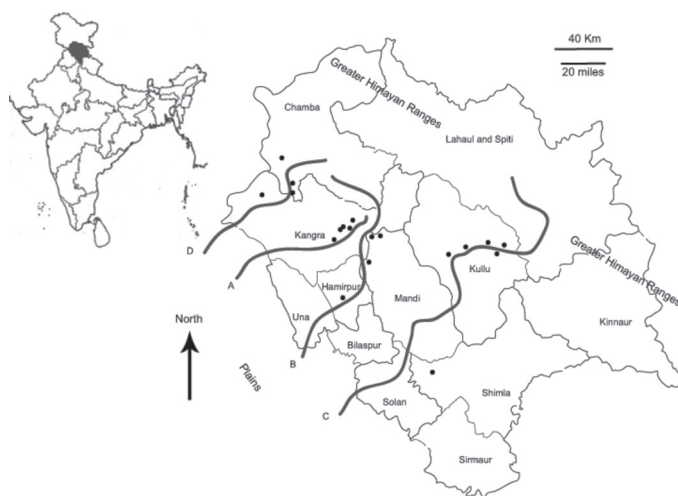 40 Km
20 miles
Greater Himayan Ranges
Chamba
Lahaul and Spiti
Kangra
D
A
Kullu
Greater Himayan Ranges
Hamirpur
Mandi
Una
North
Kinnaur
Bilaspur
B
Plains
Shimla
Solan
C
Sirmaur